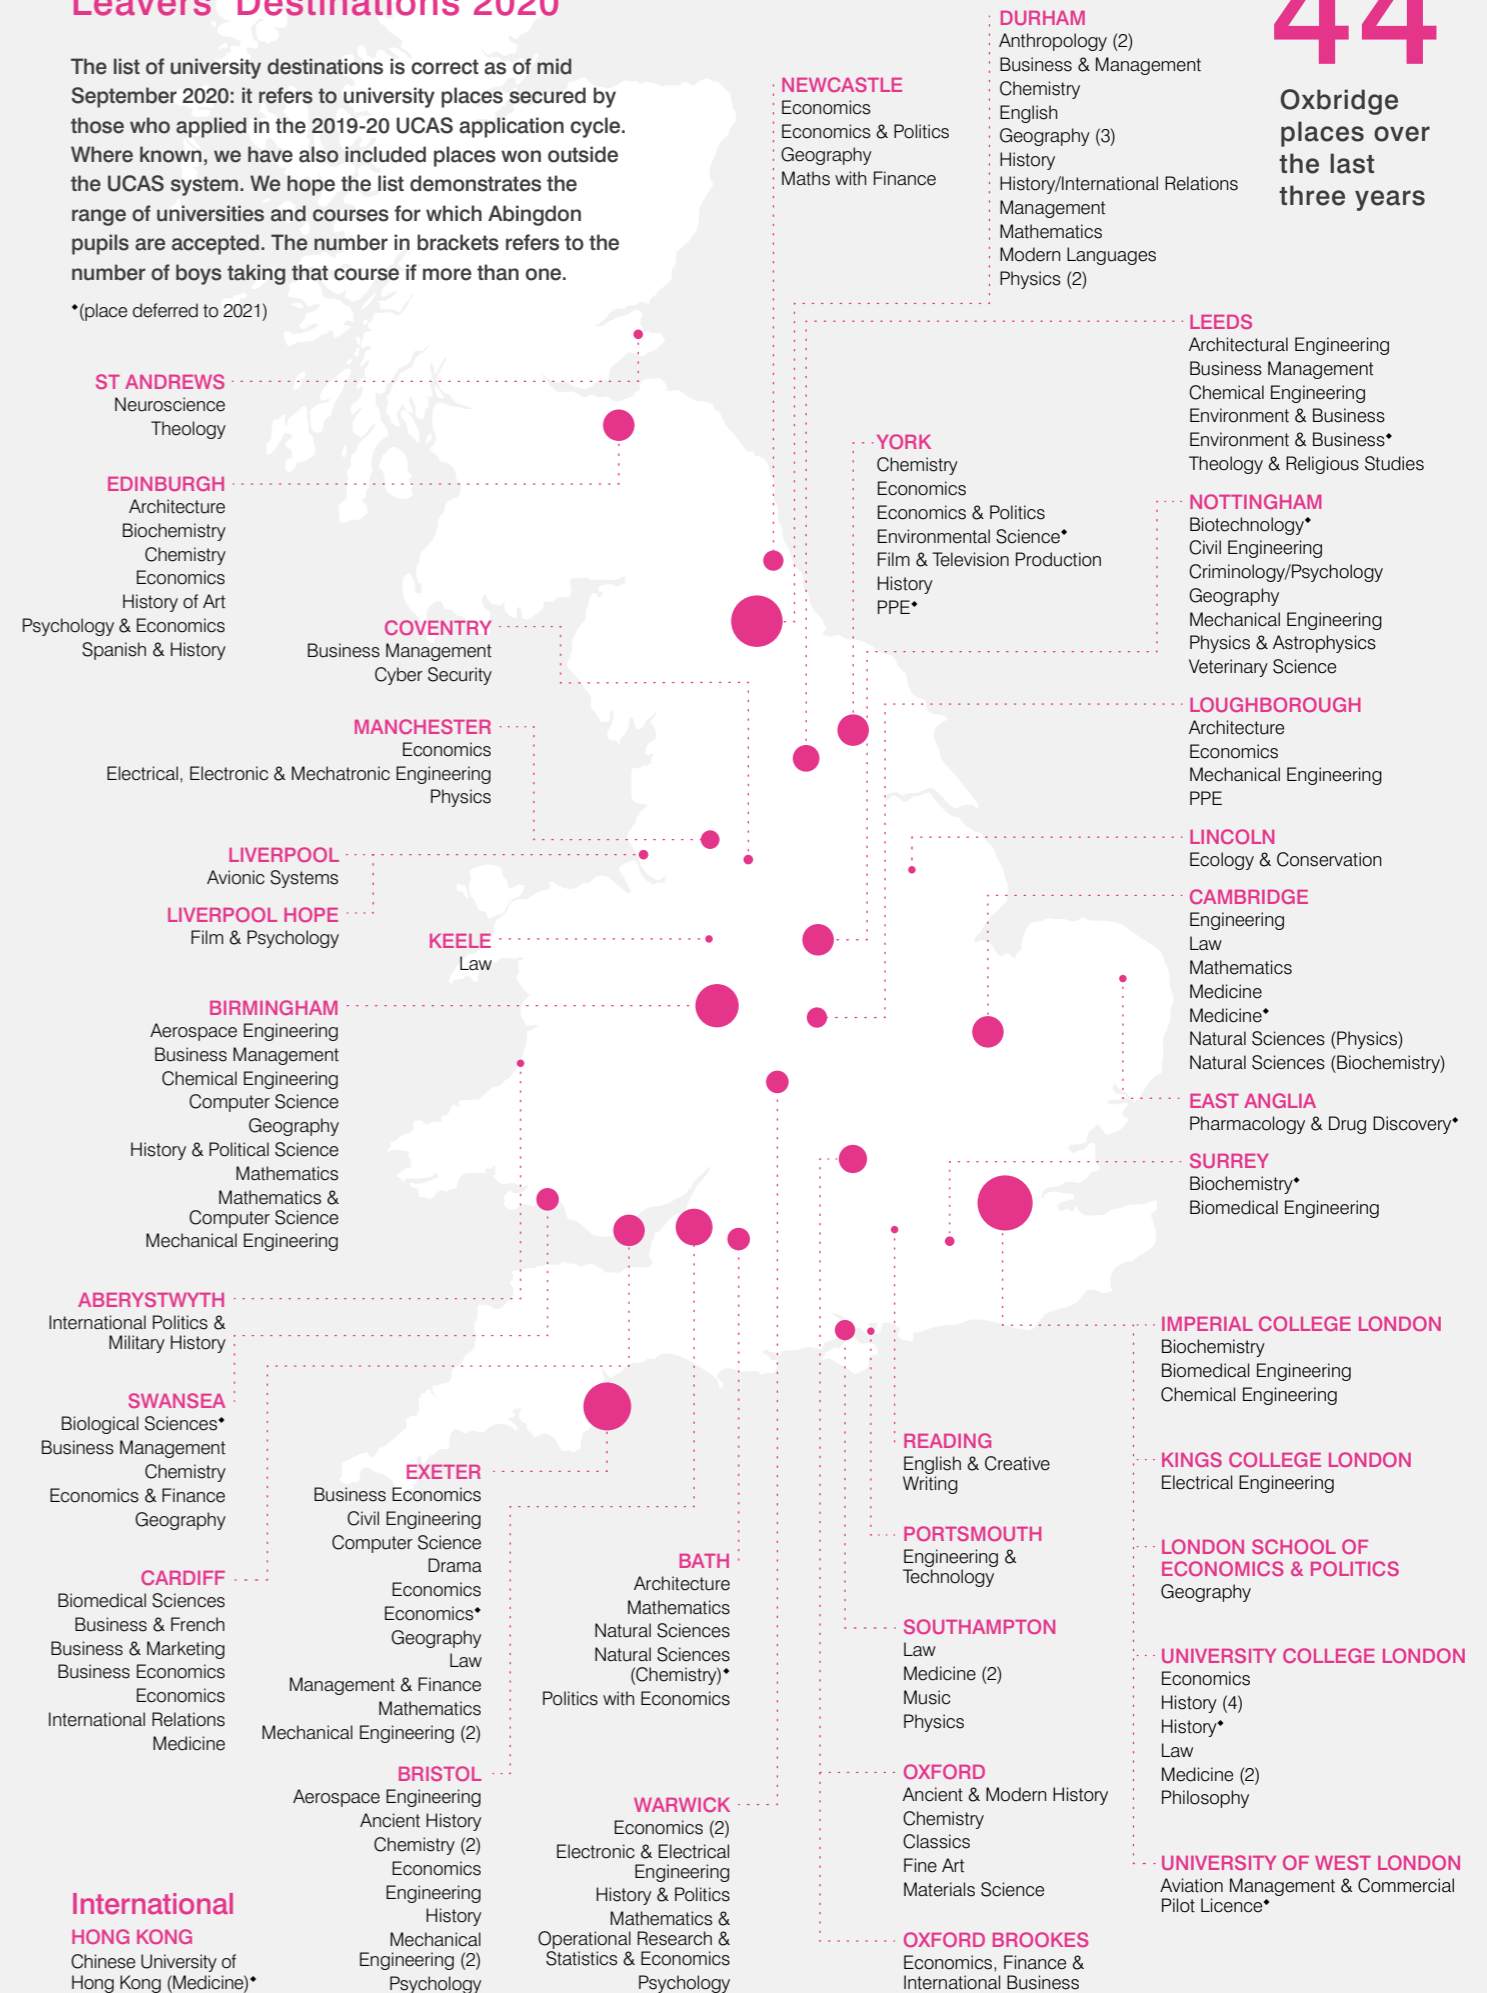 Leavers' Destinations 2020
The list of university destinations is correct as of mid
September 2020: it refers to university places secured by
those who applied in the 2019-20 UCAS application cycle.
Where known, we have also included places won outside
the UCAS system. We hope the list demonstrates the
range of universities and courses for which Abingdon
pupils are accepted. The number in brackets refers to the
number of boys taking that course if more than one.
◆(place deferred to 2021)
44
Oxbridge
places over
the last
three years
NEWCASTLE
Economics
Economics & Politics
Geography
Maths with Finance
DURHAM
Anthropology (2)
Business & Management
Chemistry
English
Geography (3)
History
History/International Relations
Management
Mathematics
Modern Languages
Physics (2)
ST ANDREWS
Neuroscience
Theology
EDINBURGH
Architecture
Biochemistry
Chemistry
Economics
History of Art
Psychology & Economics
Spanish & History
COVENTRY
Business Management
Cyber Security
MANCHESTER
Economics
Electrical, Electronic & Mechatronic Engineering
Physics
LIVERPOOL
Avionic Systems
LIVERPOOL HOPE
Film & Psychology
KEELE
Law
BIRMINGHAM
Aerospace Engineering
Business Management
Chemical Engineering
Computer Science
Geography
History & Political Science
Mathematics
Mathematics &
Computer Science
Mechanical Engineering
ABERYSTWYTH
International Politics &
Military History
SWANSEA
Biological Sciences◆
Business Management
Chemistry
Economics & Finance
Geography
CARDIFF
Biomedical Sciences
Business & French
Business & Marketing
Business Economics
Economics
International Relations
Medicine
International
HONG KONG
Chinese University of
Hong Kong (Medicine)◆
EXETER
Business Economics
Civil Engineering
Computer Science
Drama
Economics
Economics◆
Geography
Law
Management & Finance
Mathematics
Mechanical Engineering (2)
BRISTOL
Aerospace Engineering
Ancient History
Chemistry (2)
Economics
Engineering
History
Mechanical
Engineering (2)
Psychology
BATH
Architecture
Mathematics
Natural Sciences
Natural Sciences
(Chemistry)◆
Politics with Economics
WARWICK
Economics (2)
Electronic & Electrical
Engineering
History & Politics
Mathematics &
Operational Research &
Statistics & Economics
Psychology
YORK
Chemistry
Economics
Economics & Politics
Environmental Science◆
Film & Television Production
History
PPE◆
LEEDS
Architectural Engineering
Business Management
Chemical Engineering
Environment & Business
Environment & Business◆
Theology & Religious Studies
NOTTINGHAM
Biotechnology◆
Civil Engineering
Criminology/Psychology
Geography
Mechanical Engineering
Physics & Astrophysics
Veterinary Science
LOUGHBOROUGH
Architecture
Economics
Mechanical Engineering
PPE
LINCOLN
Ecology & Conservation
CAMBRIDGE
Engineering
Law
Mathematics
Medicine
Medicine◆
Natural Sciences (Physics)
Natural Sciences (Biochemistry)
EAST ANGLIA
Pharmacology & Drug Discovery◆
SURREY
Biochemistry◆
Biomedical Engineering
READING
English & Creative
Writing
PORTSMOUTH
Engineering &
Technology
SOUTHAMPTON
Law
Medicine (2)
Music
Physics
OXFORD
Ancient & Modern History
Chemistry
Classics
Fine Art
Materials Science
OXFORD BROOKES
Economics, Finance &
International Business
IMPERIAL COLLEGE LONDON
Biochemistry
Biomedical Engineering
Chemical Engineering
KINGS COLLEGE LONDON
Electrical Engineering
LONDON SCHOOL OF
ECONOMICS & POLITICS
Geography
UNIVERSITY COLLEGE LONDON
Economics
History (4)
History◆
Law
Medicine (2)
Philosophy
UNIVERSITY OF WEST LONDON
Aviation Management & Commercial
Pilot Licence◆